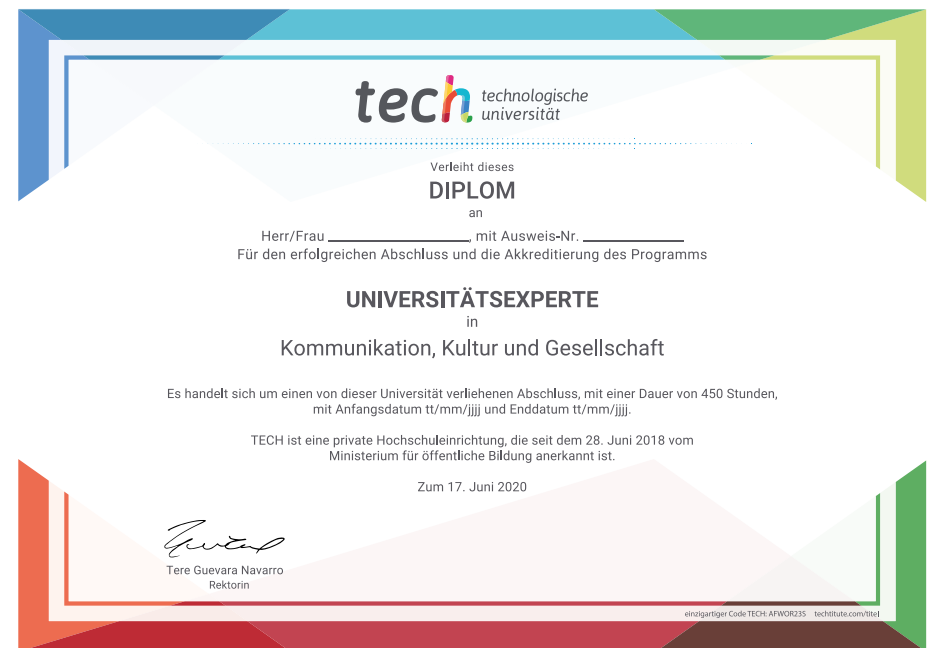 tech technologische
universität
Verleiht dieses
DIPLOM
an
Herr/Frau ____________________, mit Ausweis-Nr. ______________
Für den erfolgreichen Abschluss und die Akkreditierung des Programms
UNIVERSITÄTSEXPERTE
in
Kommunikation, Kultur und Gesellschaft
Es handelt sich um einen von dieser Universität verliehenen Abschluss, mit einer Dauer von 450 Stunden,
mit Anfangsdatum tt/mm/jjjj und Enddatum tt/mm/jjjj.
TECH ist eine private Hochschuleinrichtung, die seit dem 28. Juni 2018 vom
Ministerium für öffentliche Bildung anerkannt ist.
Zum 17. Juni 2020
Tere Guevara Navarro
Rektorin
einzigartiger Code TECH: AFWOR23S techtitute.com/titel